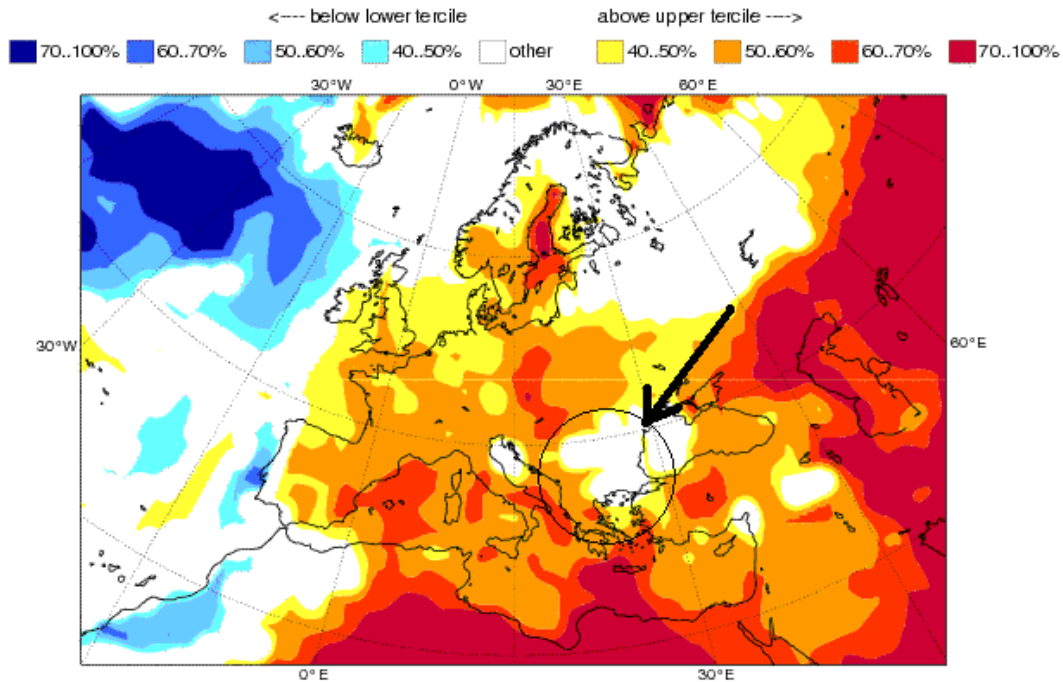 <---- below lower tercile above upper tercile ---->
70..100% 60..70% 50..60% 40..50% other 40..50% 50..60% 60..70% 70..100%
30°W 0°W 30°E 60°E
30°W 60°E
0°E 30°E